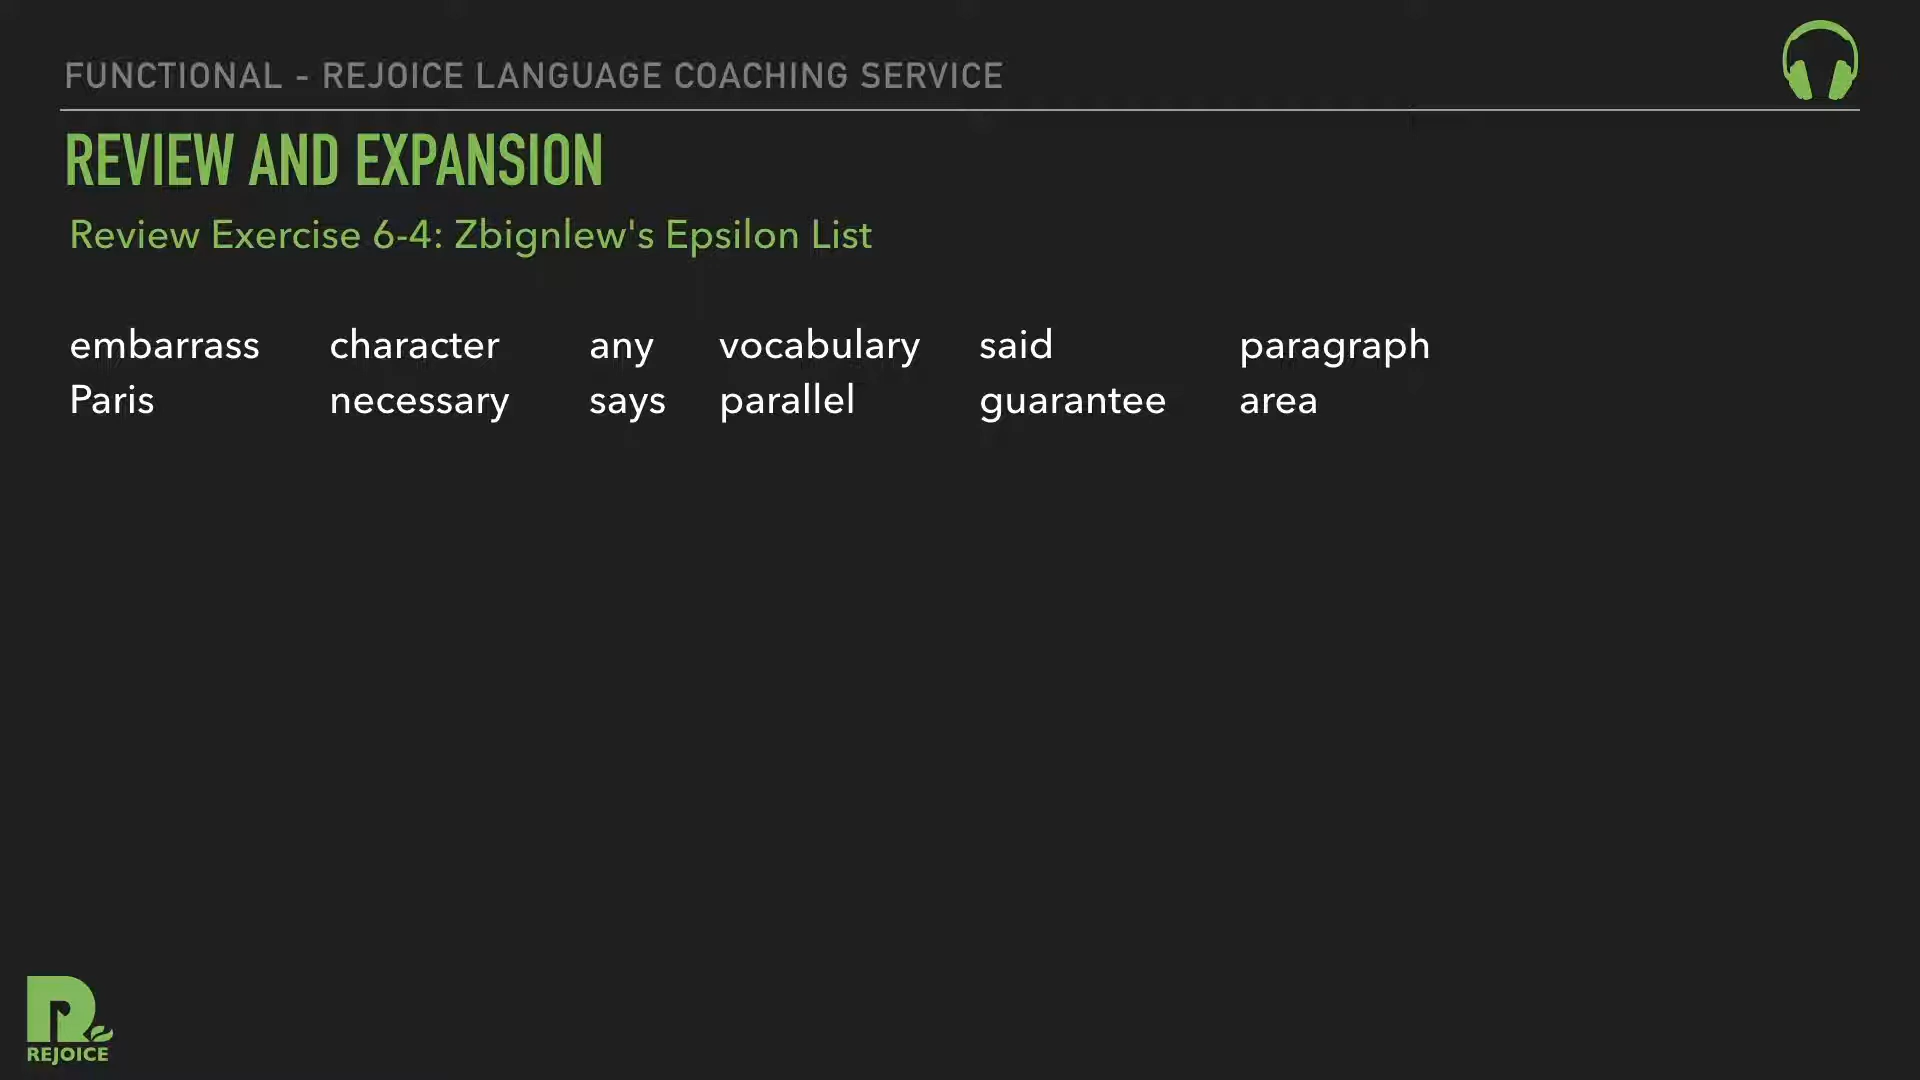 FUNCTIONAL - REJOICE LANGUAGE COACHING SERVICE
REVIEW AND EXPANSION
Review Exercise 6-4: Zbignlew's Epsilon List
embarrass character any vocabulary said paragraph
Paris necessary says parallel guarantee area
REJOICE